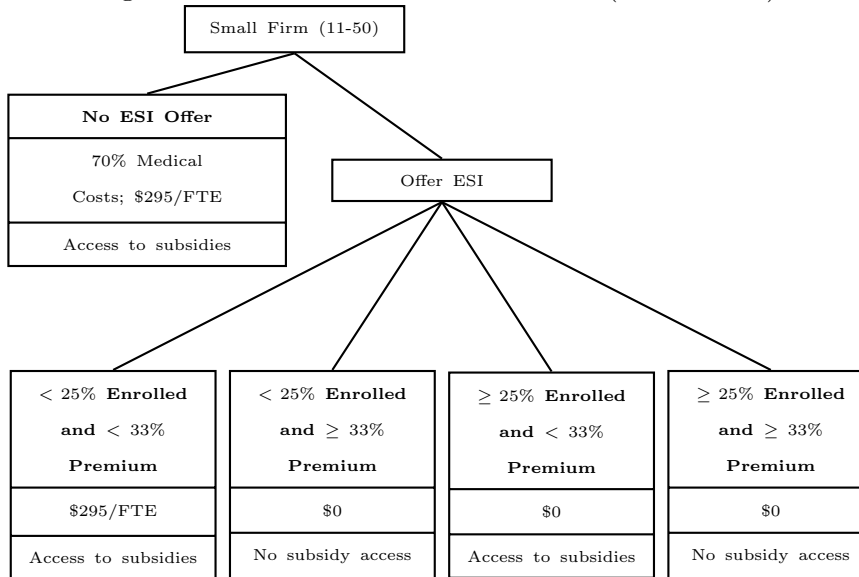 Small Firm (11-50)
No ESI Offer
70% Medical
Costs; $295/FTE
Access to subsidies
Offer ESI
< 25% Enrolled
and < 33%
Premium
$295/FTE
Access to subsidies
< 25% Enrolled
and ≥ 33%
Premium
$0
No subsidy access
≥ 25% Enrolled
and < 33%
Premium
$0
Access to subsidies
≥ 25% Enrolled
and ≥ 33%
Premium
$0
No subsidy access